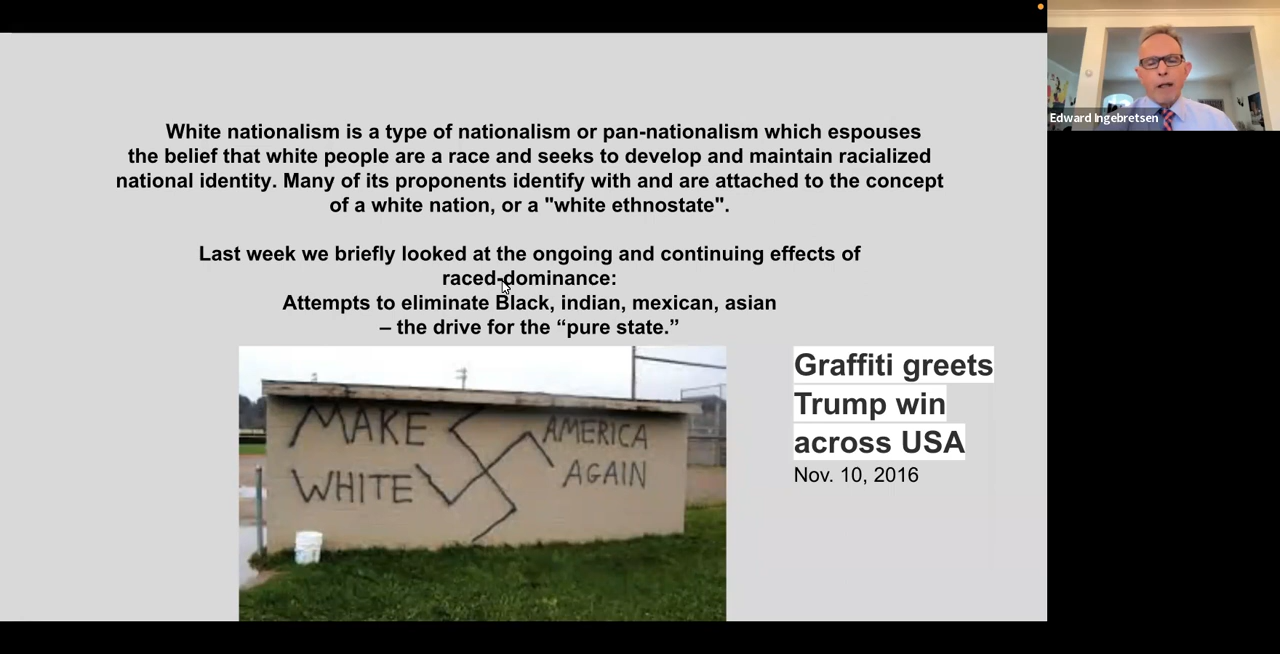 White nationalism is a type of nationalism or pan-nationalism which espouses
the belief that white people are a race and seeks to develop and maintain racialized
national identity. Many of its proponents identify with and are attached to the concept
of a white nation, or a "white ethnostate".
Last week we briefly looked at the ongoing and continuing effects of
raced-dominance:
Attempts to eliminate Black, indian, mexican, asian
– the drive for the “pure state.”
MAKE AMERICA
WHITE AGAIN
Graffiti greets
Trump win
across USA
Nov. 10, 2016
Edward Ingebretsen